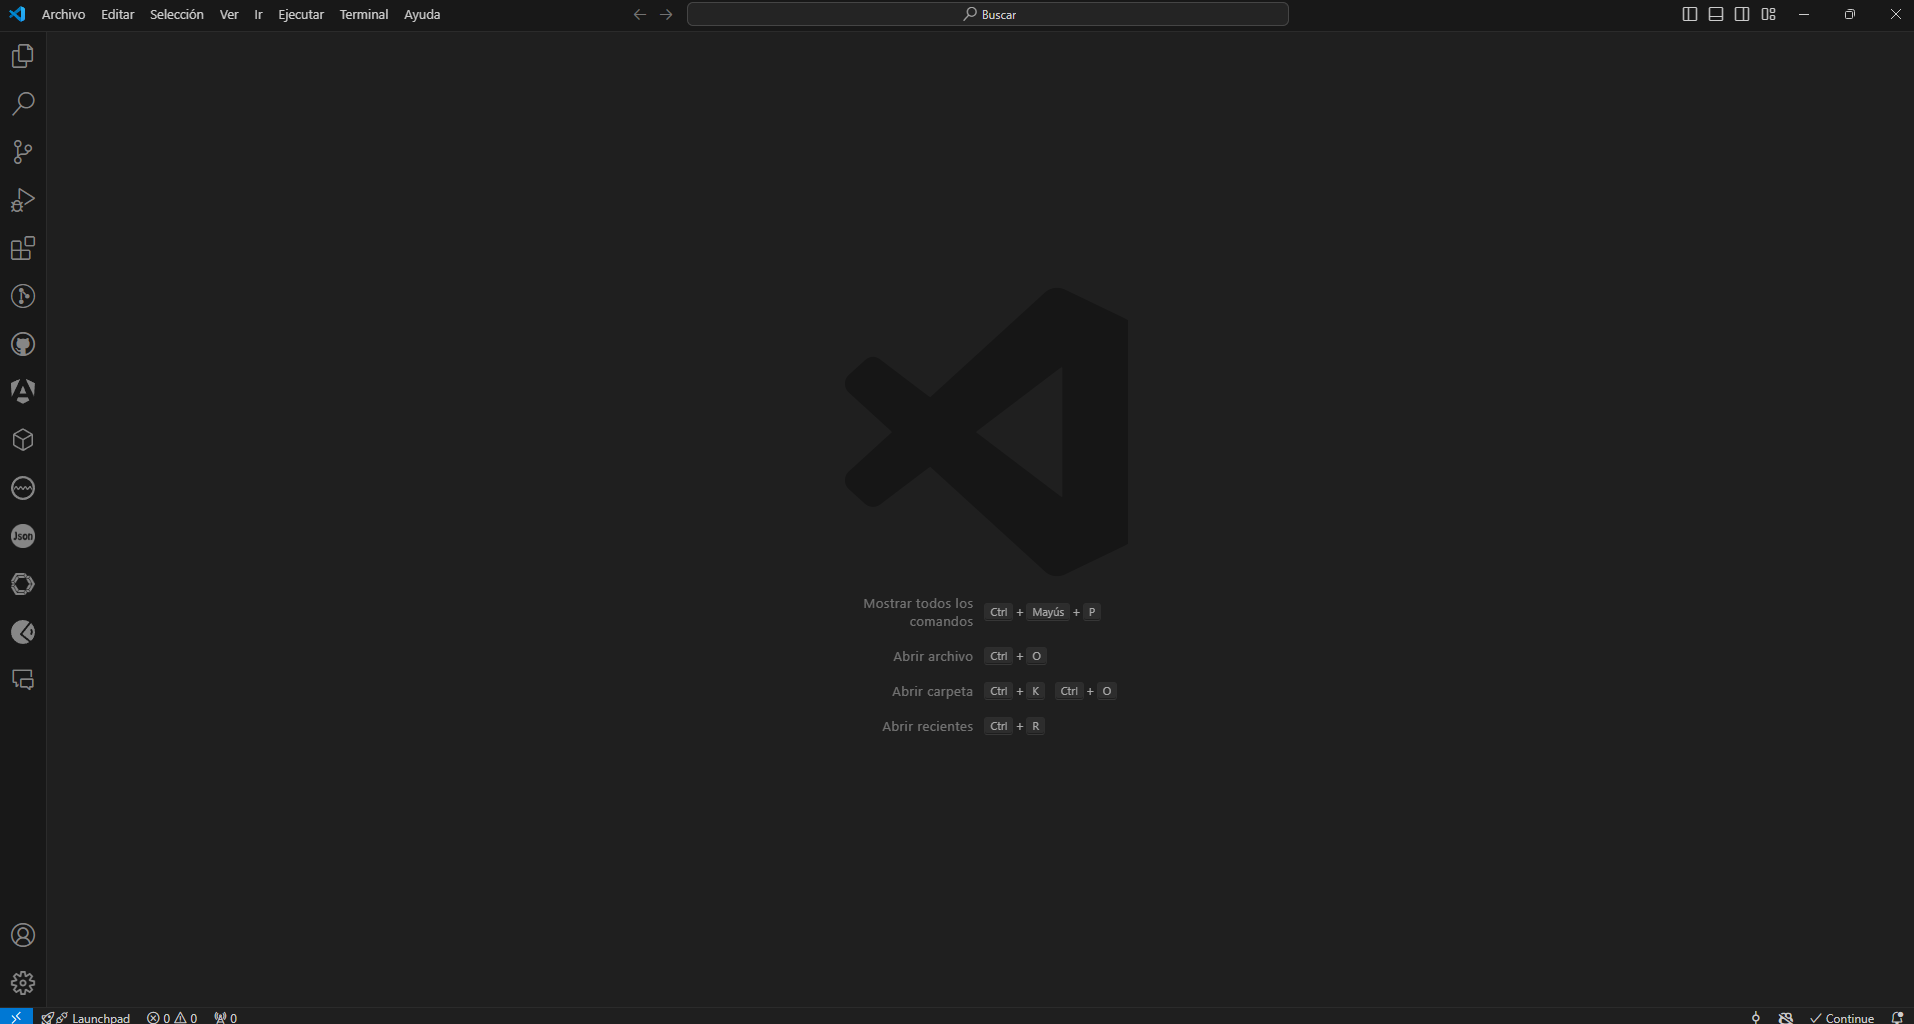 Archivo Editar Selección Ver Ir Ejecutar Terminal Ayuda
Buscar
Json
Mostrar todos los
comandos
Ctrl + Mayús + P
Abrir archivo Ctrl + O
Abrir carpeta Ctrl + K Ctrl + O
Abrir recientes Ctrl + R
Launchpad 0 0 0
Continue